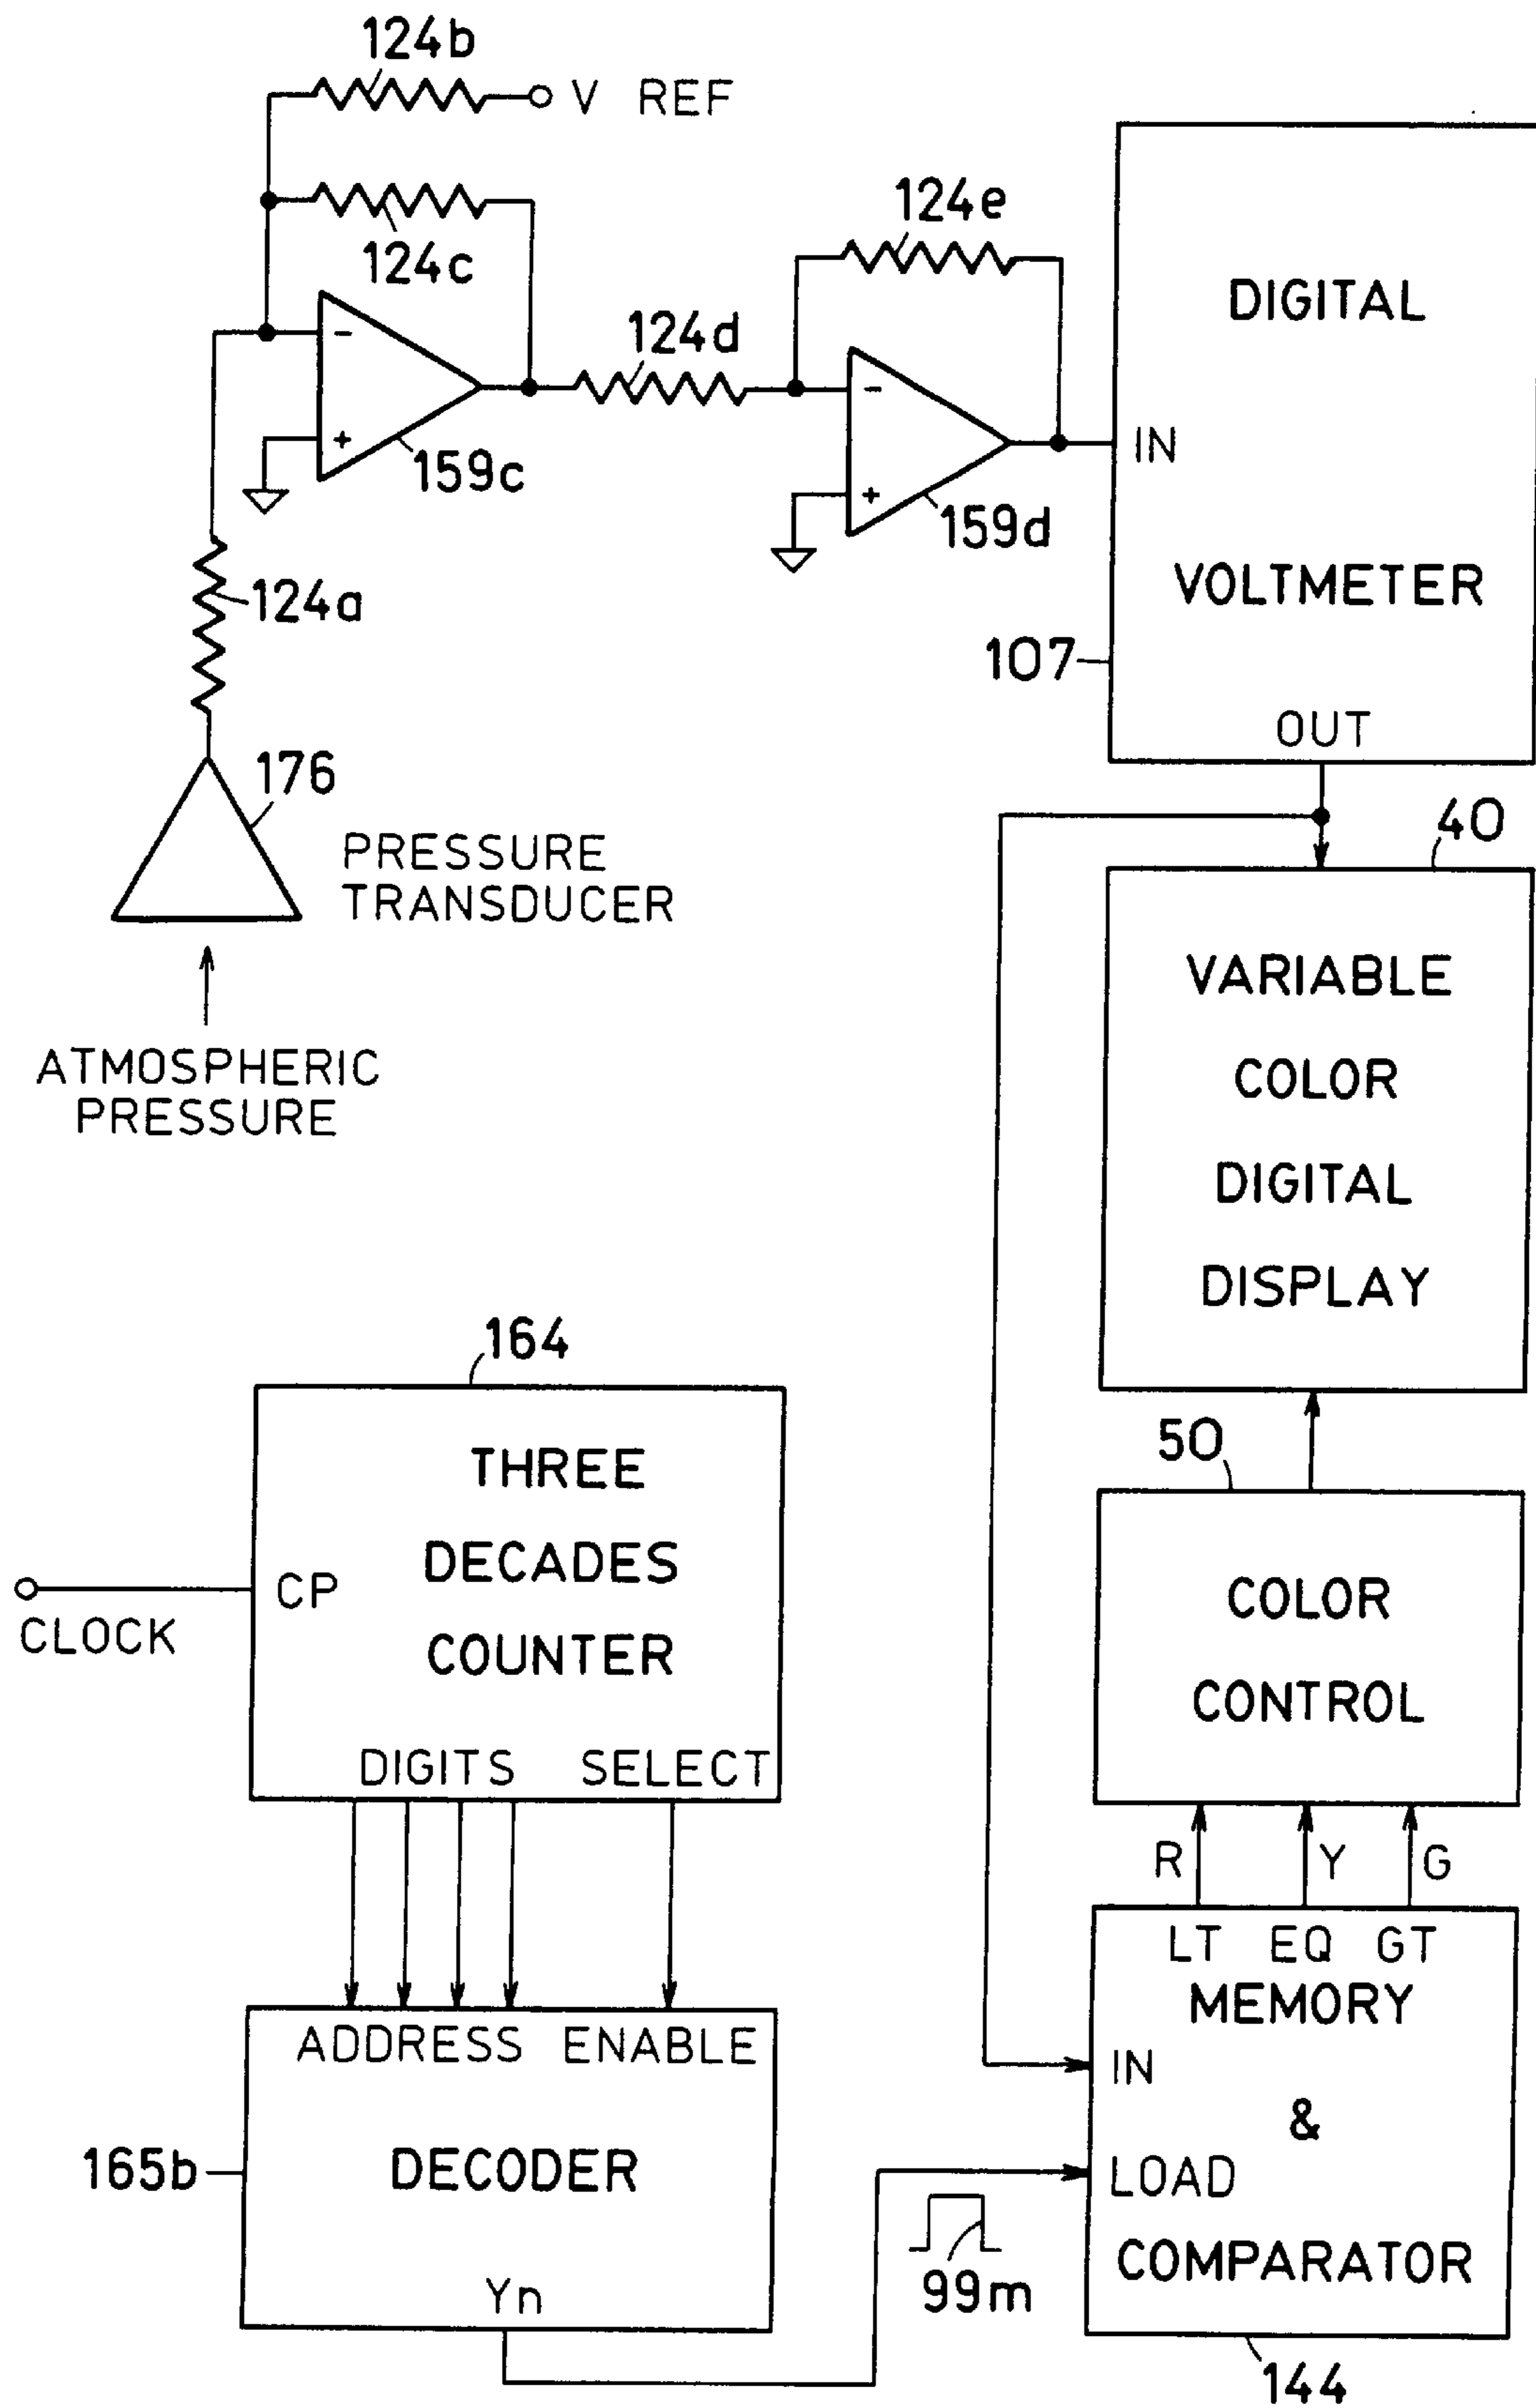 124b
V REF
124c
124e
124d
DIGITAL
-
+
159c
-
+
159d
IN
VOLTMETER
124a
107
OUT
176
PRESSURE
TRANSDUCER
40
VARIABLE
COLOR
DIGITAL
DISPLAY
ATMOSPHERIC
PRESSURE
164
THREE
DECADES
COUNTER
CP
CLOCK
DIGITS SELECT
50
COLOR
CONTROL
R Y G
LT EQ GT
MEMORY
IN
&
LOAD
COMPARATOR
ADDRESS ENABLE
165b
DECODER
Yn
99m
144